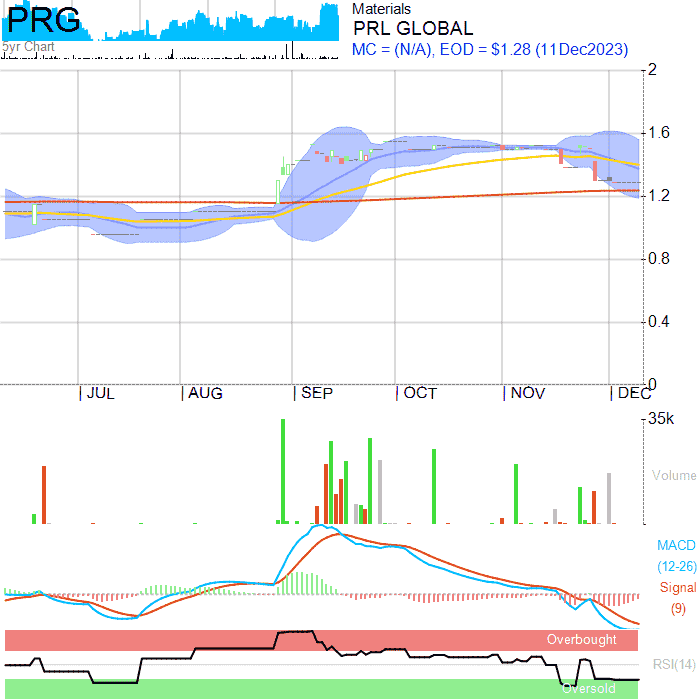 PRG
5yr Chart
Materials
PRL GLOBAL
MC = (N/A), EOD = $1.28 (11Dec2023)
2
1.6
1.2
0.8
0.4
0
JUL AUG SEP OCT NOV DEC
35k
Volume
MACD
(12-26)
Signal
(9)
Overbought
RSI(14)
Oversold